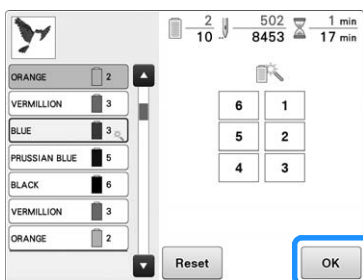 2 502 1 min
10 8453 17 min
ORANGE 2
VERMILLION 3
BLUE 3
PRUSSIAN BLUE 5
BLACK 6
VERMILLION 3
ORANGE 2
6 1
5 2
4 3
Reset OK